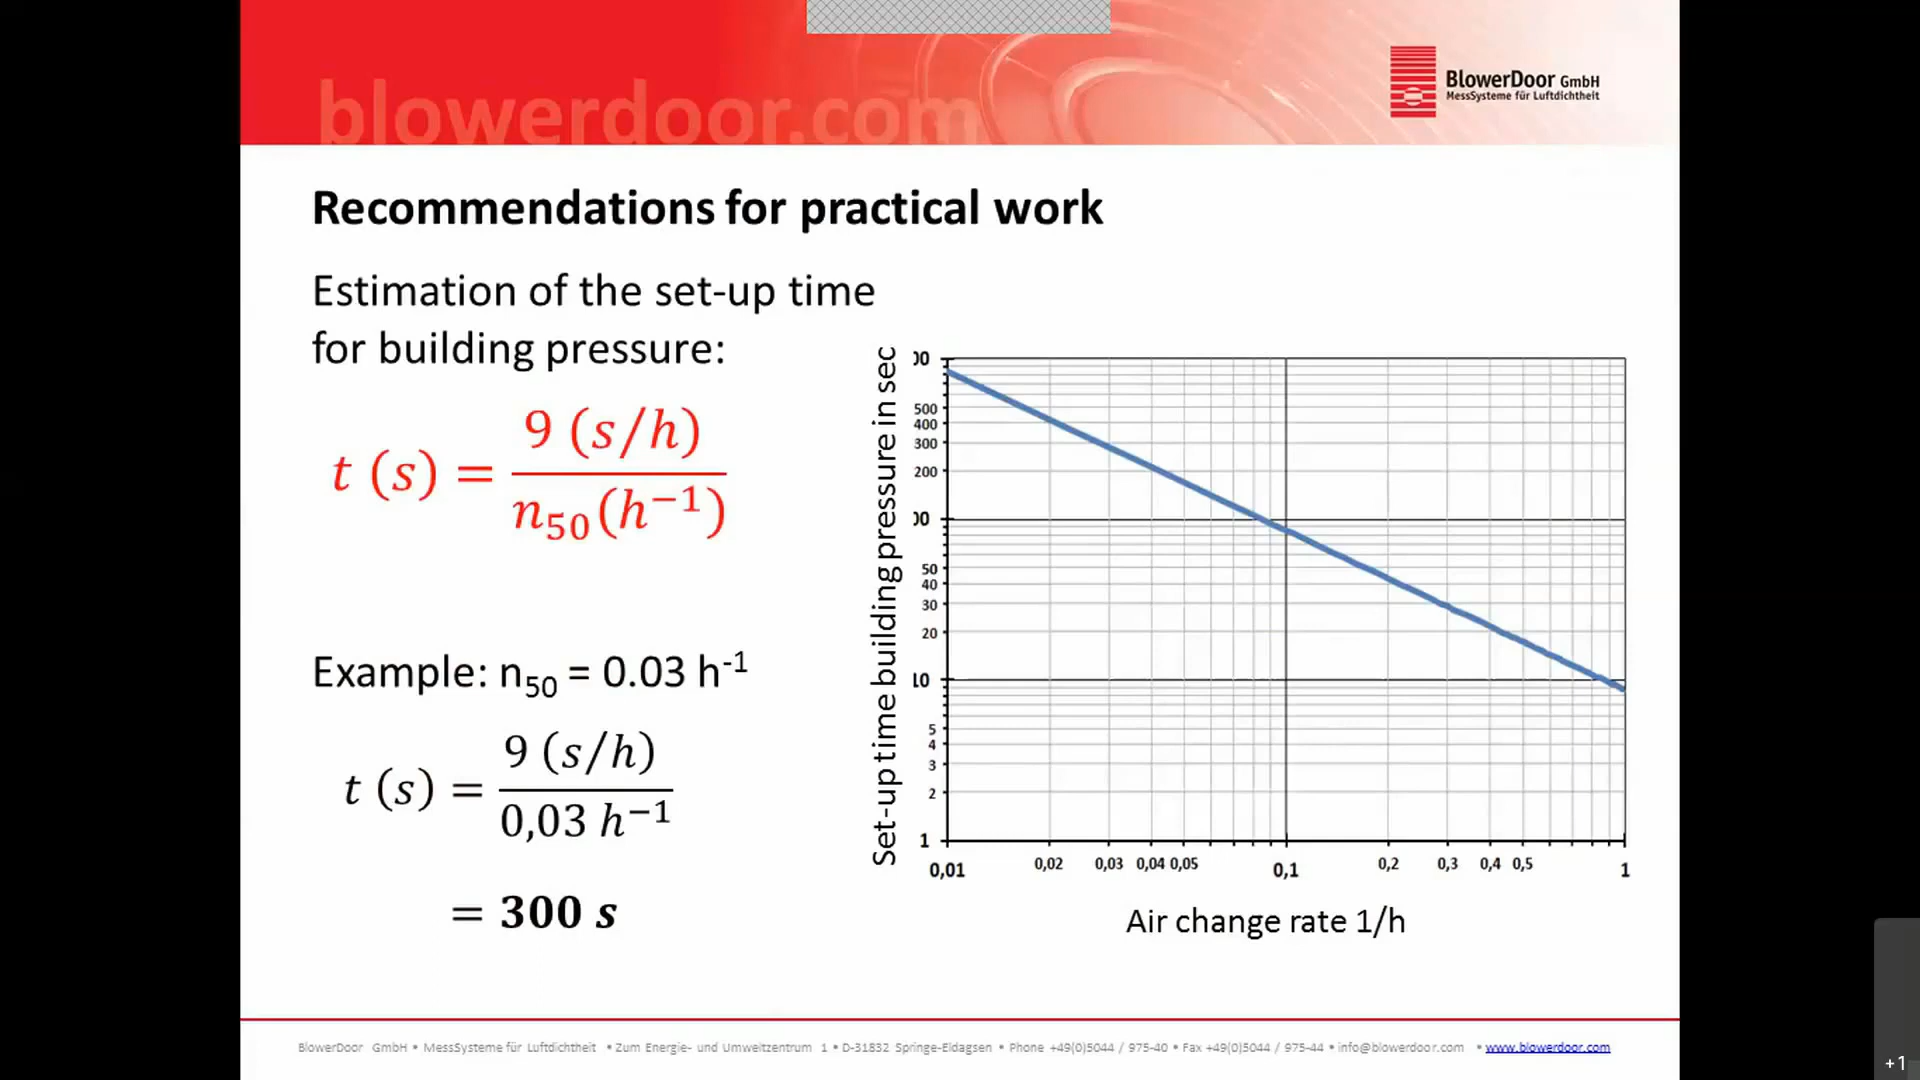 blowerdoor.com
BlowerDoor GmbH
MessSysteme für Luftdichtheit
Recommendations for practical work
Estimation of the set-up time
for building pressure:
t (s) = 9 (s/h) / n₅₀(h⁻¹)
Example: n₅₀ = 0.03 h⁻¹
t (s) = 9 (s/h) / 0,03 h⁻¹
= 300 s
Set-up time building pressure in sec
00
500
400
300
200
00
50
40
30
20
10
5
4
3
2
1
0,01 0,02 0,03 0,04 0,05 0,1 0,2 0,3 0,4 0,5 1
Air change rate 1/h
BlowerDoor GmbH • MessSysteme für Luftdichtheit • Zum Energie- und Umweltzentrum 1 • D-31832 Springe-Eldagsen • Phone +49(0)5044 / 975-40 • Fax +49(0)5044 / 975-44 • info@blowerdoor.com • www.blowerdoor.com
+1